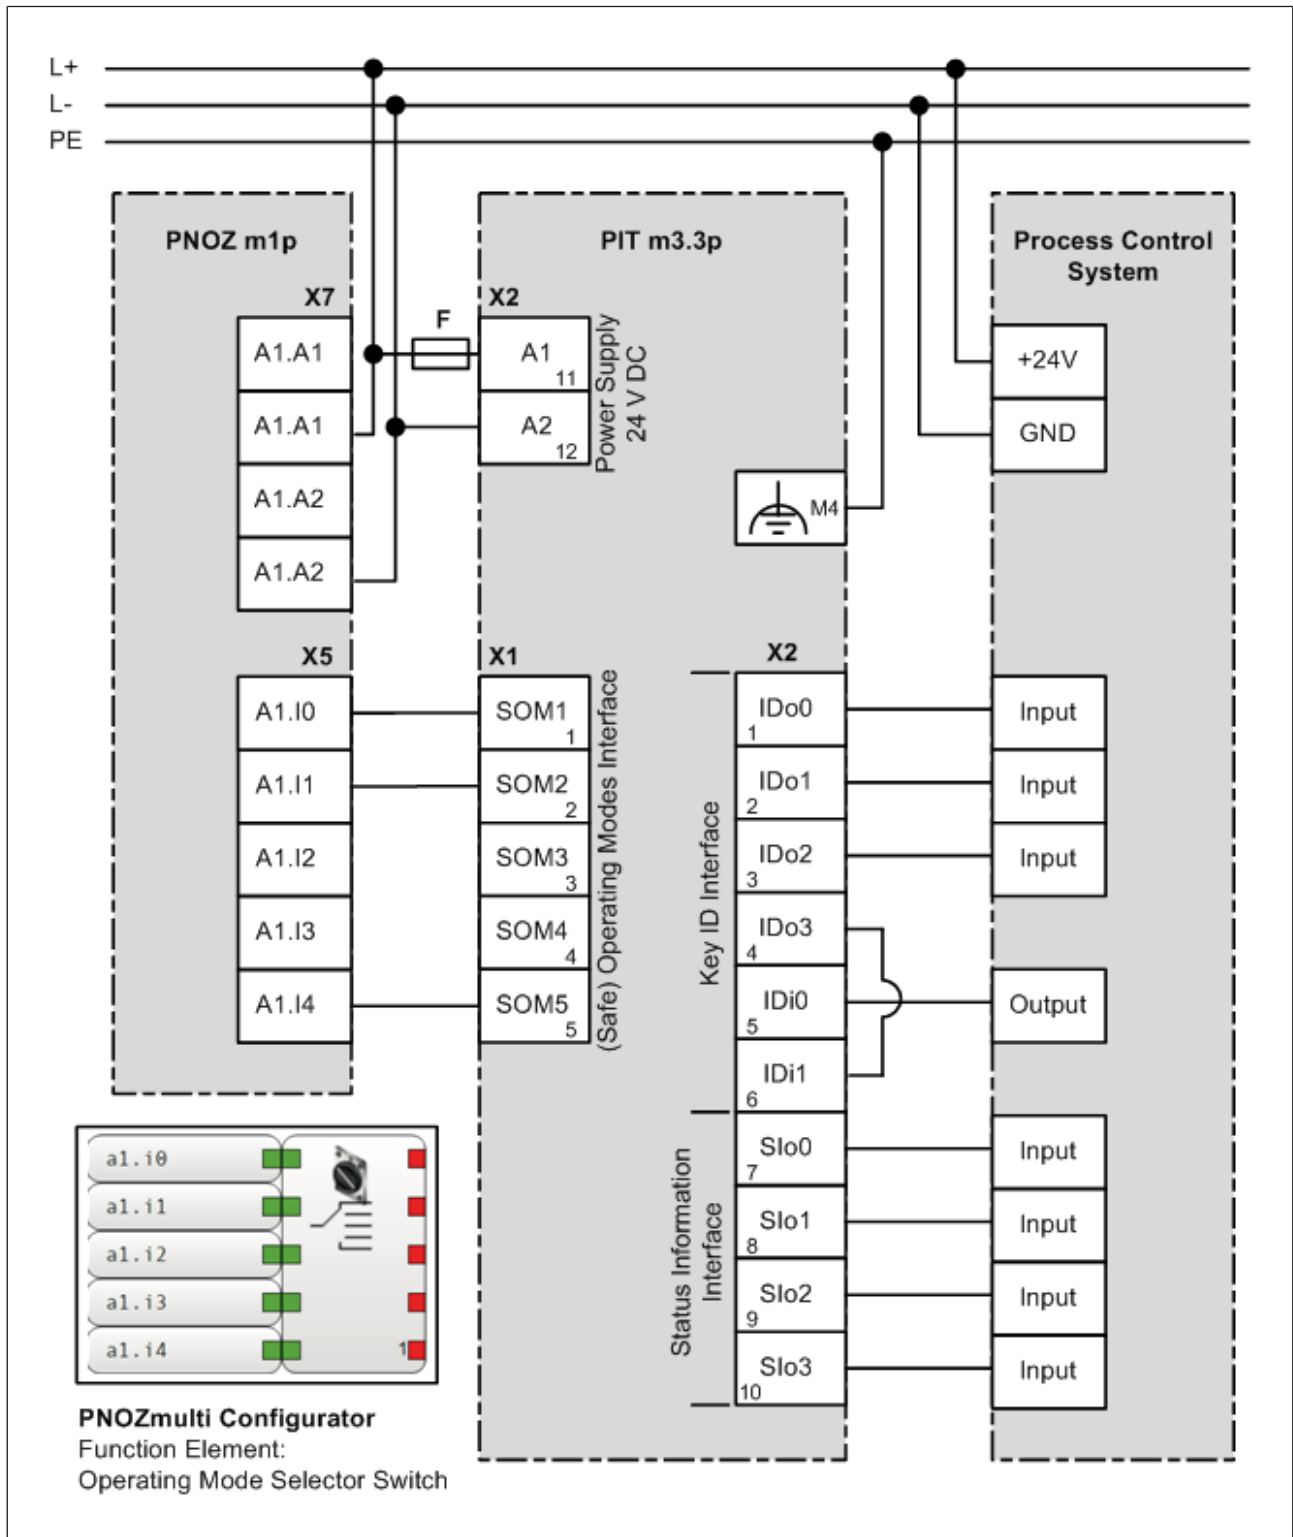 L+
L-
PE
PNOZ m1p
PIT m3.3p
Process Control
System
X7
A1.A1
A1.A1
A1.A2
A1.A2
F
X2
A1
11
A2
12
Power Supply
24 V DC
M4
+24V
GND
X5
A1.I0
A1.I1
A1.I2
A1.I3
A1.I4
X1
SOM1
1
SOM2
2
SOM3
3
SOM4
4
SOM5
5
(Safe) Operating Modes Interface
X2
Key ID Interface
IDo0
1
IDo1
2
IDo2
3
IDo3
4
IDi0
5
IDi1
6
Status Information
Interface
SIo0
7
SIo1
8
SIo2
9
SIo3
10
Input
Input
Input
Output
Input
Input
Input
Input
a1.i0
a1.i1
a1.i2
a1.i3
a1.i4
1
PNOZmulti Configurator
Function Element:
Operating Mode Selector Switch